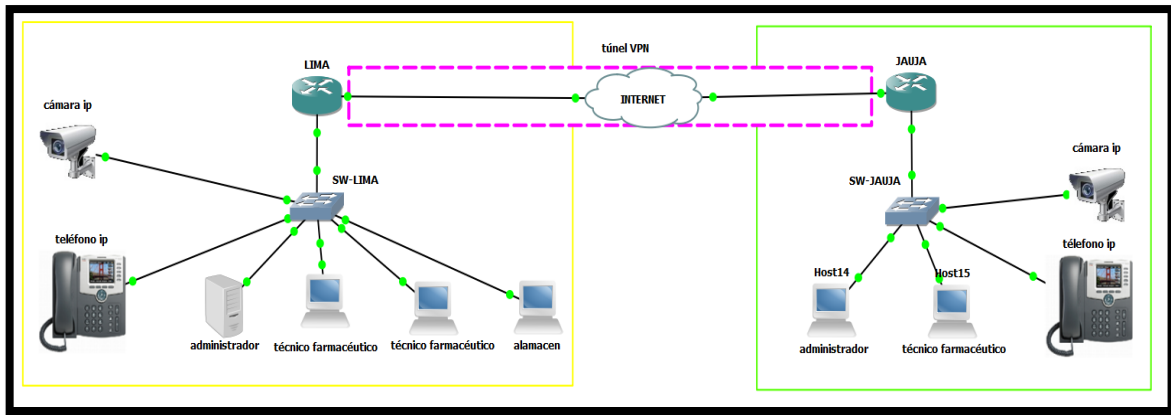 túnel VPN
LIMA
JAUJA
INTERNET
cámara ip
cámara ip
SW-LIMA
SW-JAUJA
teléfono ip
télefono ip
Host14
Host15
administrador
técnico farmacéutico
técnico farmacéutico
alamacen
administrador
técnico farmacéutico